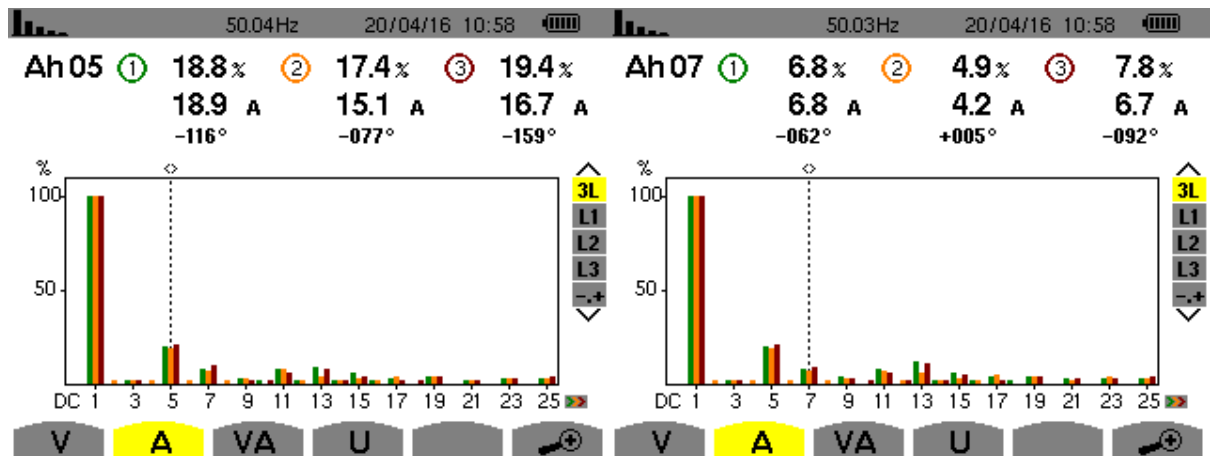 50.04Hz 20/04/16 10:58
Ah 05 1 18.8 % 2 17.4 % 3 19.4 %
18.9 A 15.1 A 16.7 A
-116° -077° -159°
%
100
50
3L
L1
L2
L3
-.+
DC 1 3 5 7 9 11 13 15 17 19 21 23 25
V A VA U
50.03Hz 20/04/16 10:58
Ah 07 1 6.8 % 2 4.9 % 3 7.8 %
6.8 A 4.2 A 6.7 A
-062° +005° -092°
%
100
50
3L
L1
L2
L3
-.+
DC 1 3 5 7 9 11 13 15 17 19 21 23 25
V A VA U